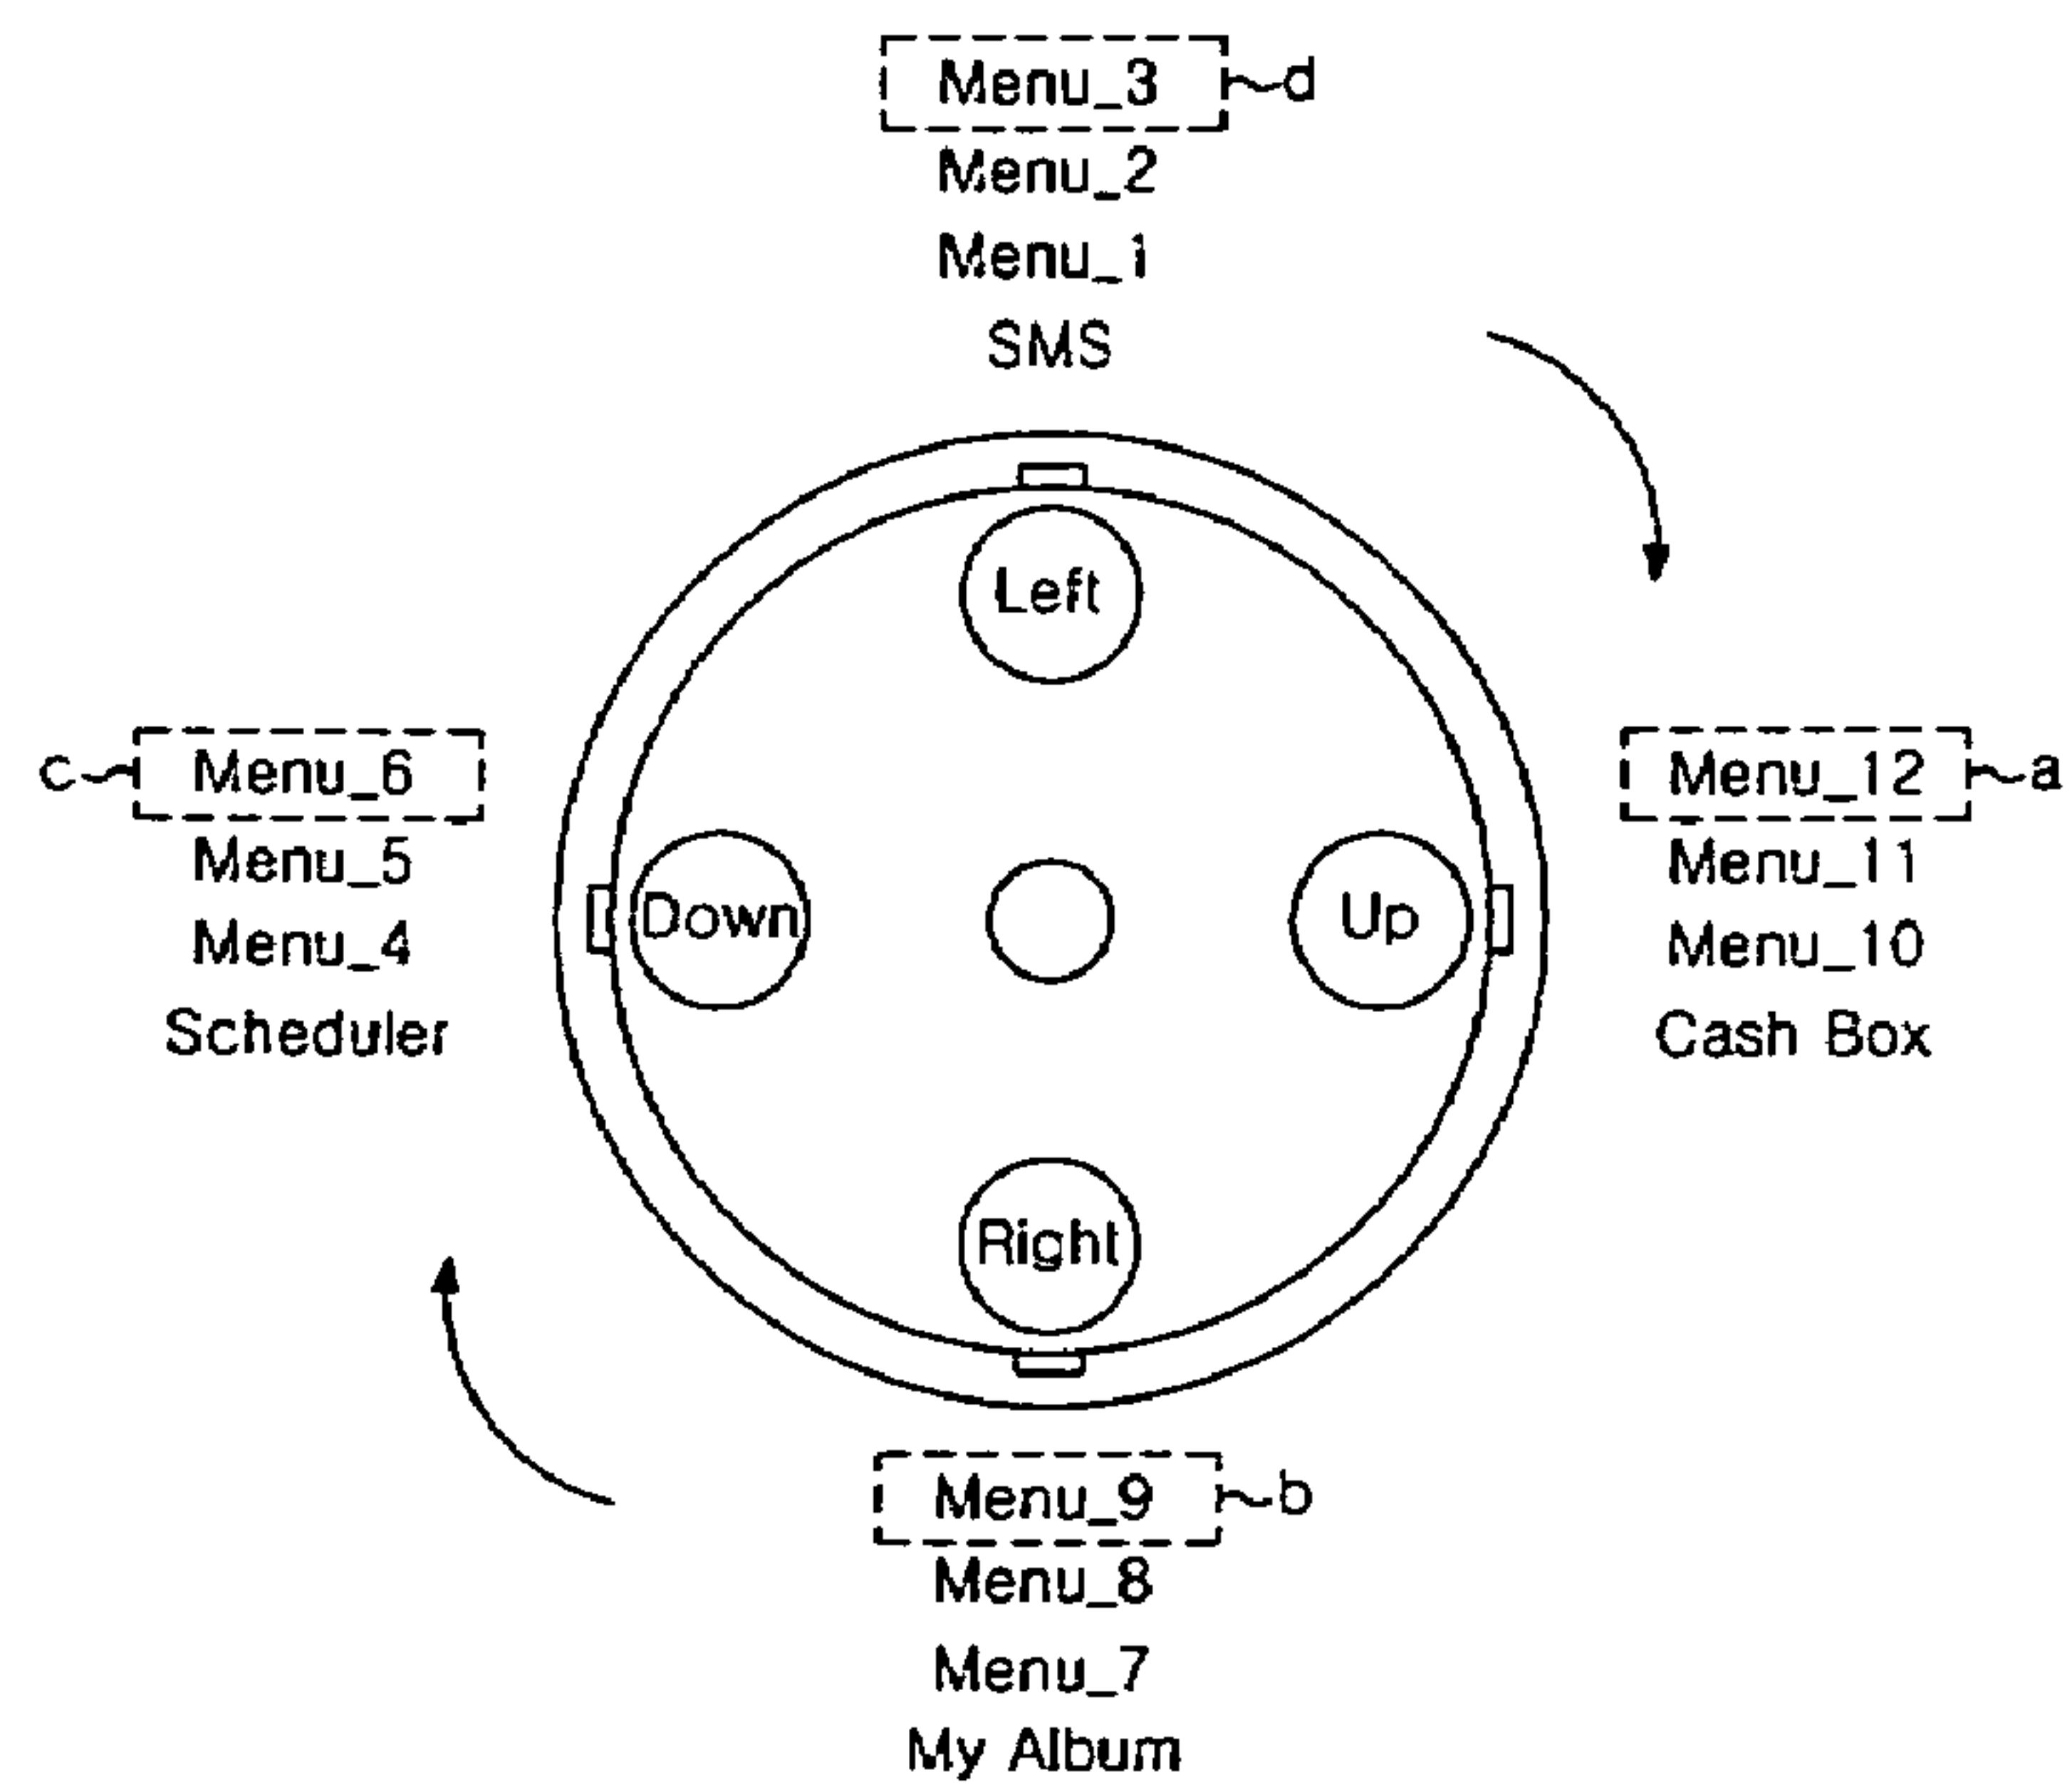 Menu_3 d
Menu_2
Menu_1
SMS
Left
c Menu_6
Menu_5
Menu_4
Scheduler
Down
Up
Menu_12 a
Menu_11
Menu_10
Cash Box
Right
Menu_9 b
Menu_8
Menu_7
My Album